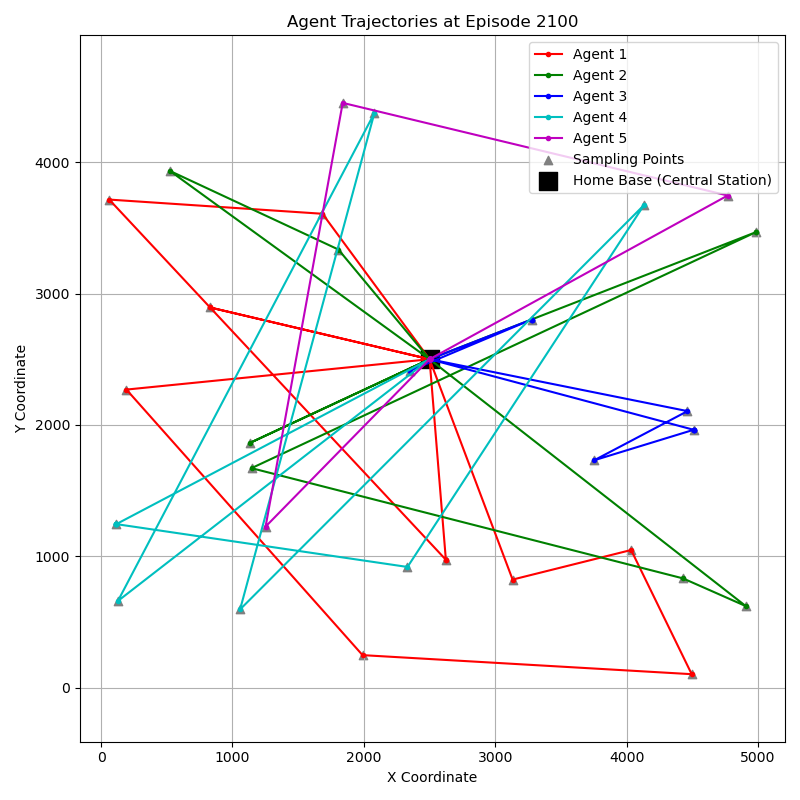 Agent Trajectories at Episode 2100
Agent 1
Agent 2
Agent 3
Agent 4
Agent 5
Sampling Points
Home Base (Central Station)
Y Coordinate
4000
3000
2000
1000
0
0 1000 2000 3000 4000 5000
X Coordinate